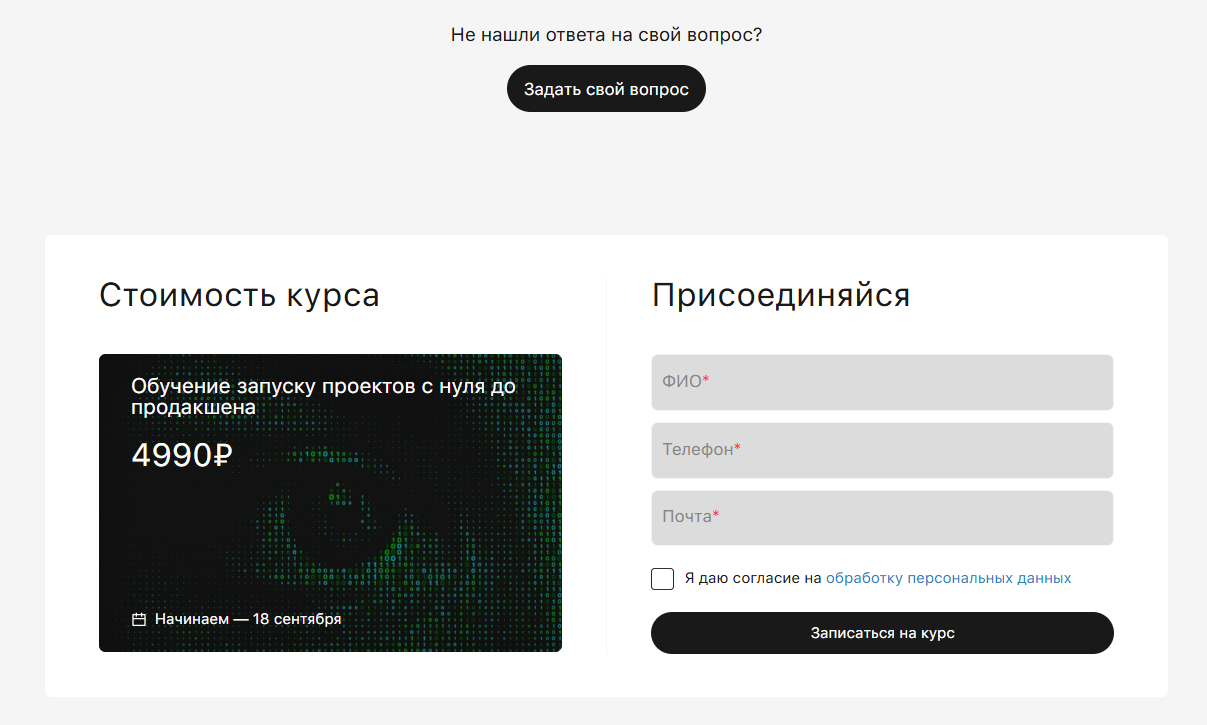 Не нашли ответа на свой вопрос?
Задать свой вопрос
Стоимость курса
Обучение запуску проектов с нуля до
продакшена
4990₽
Начинаем — 18 сентября
Присоединяйся
ФИО*
Телефон*
Почта*
Я даю согласие на обработку персональных данных
Записаться на курс